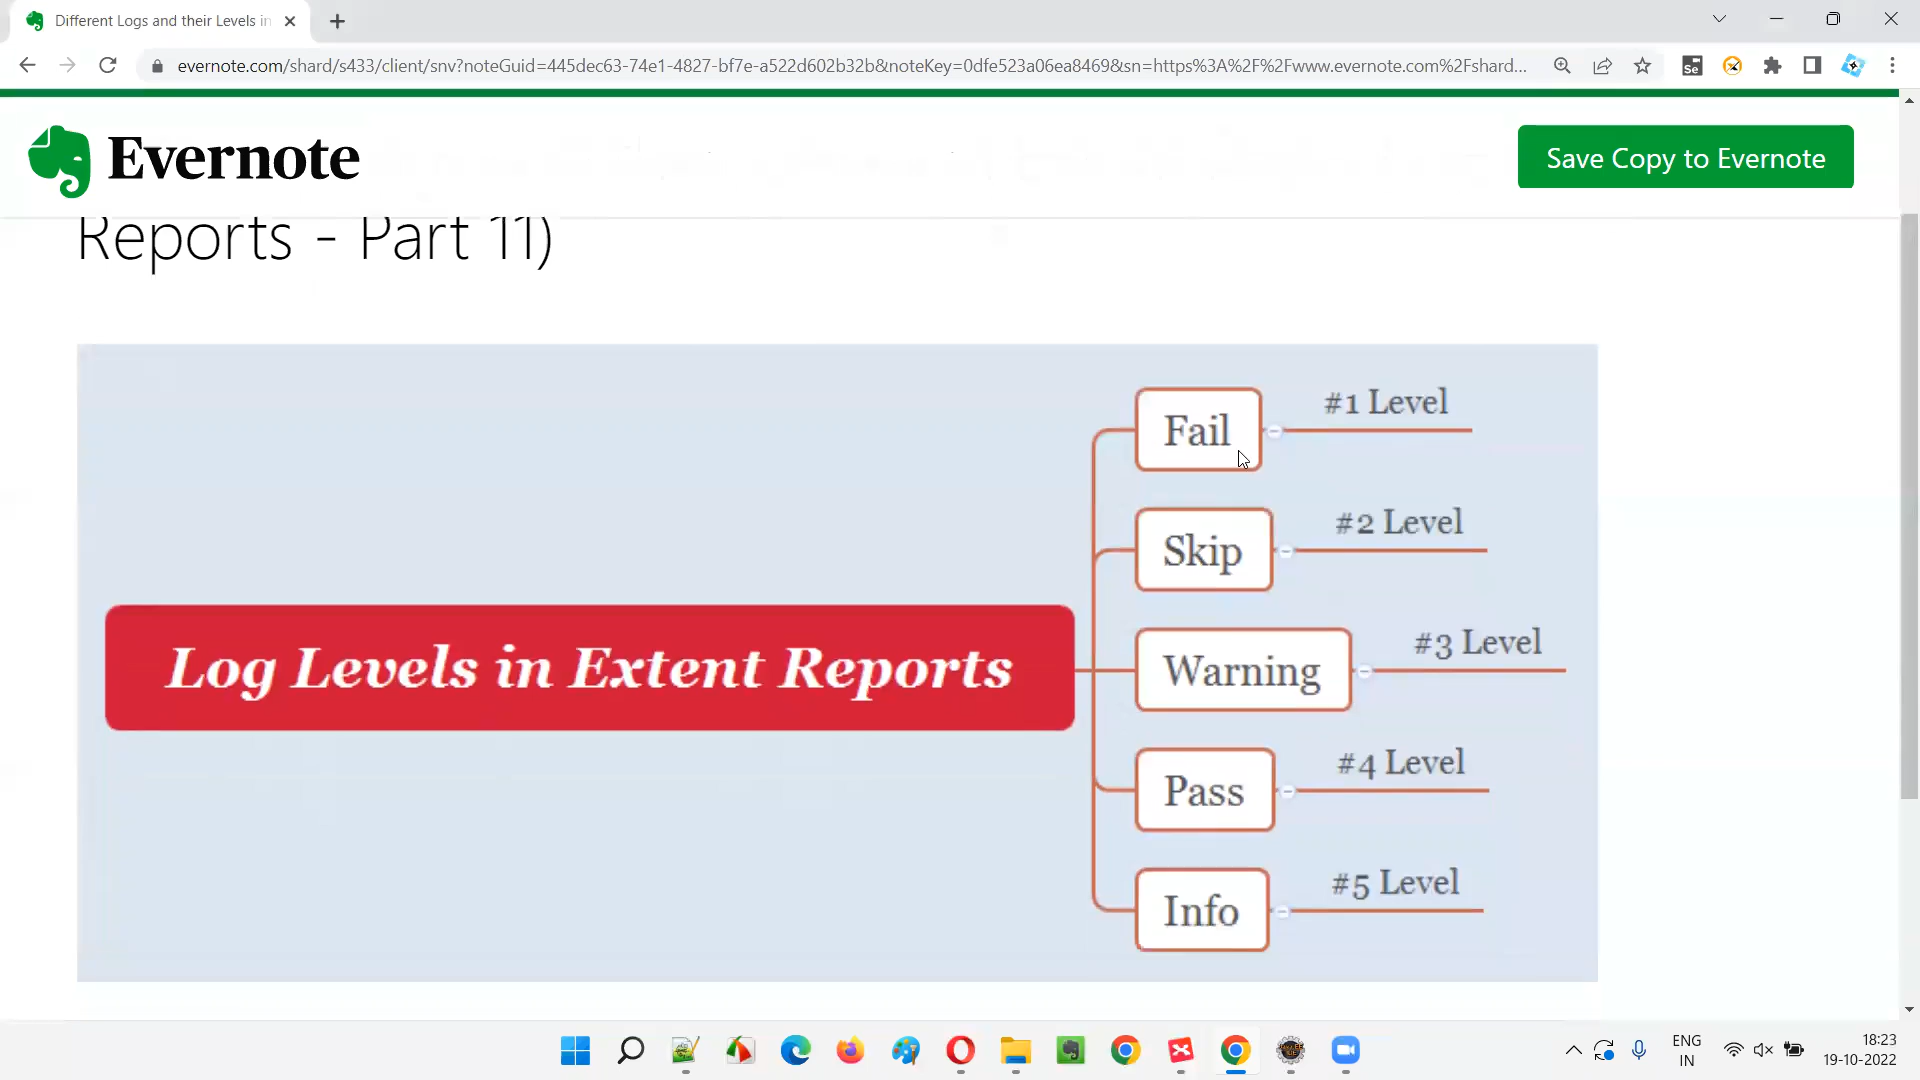 Different Logs and their Levels in
evernote.com/shard/s433/client/snv?noteGuid=445dec63-74e1-4827-bf7e-a522d602b32b&noteKey=0dfe523a06ea8469&sn=https%3A%2F%2Fwww.evernote.com%2Fshard...
Evernote
Save Copy to Evernote
Reports - Part 11)
Fail
#1 Level
Skip
#2 Level
Log Levels in Extent Reports
Warning
#3 Level
Pass
#4 Level
Info
#5 Level
ENG
IN
18:23
19-10-2022